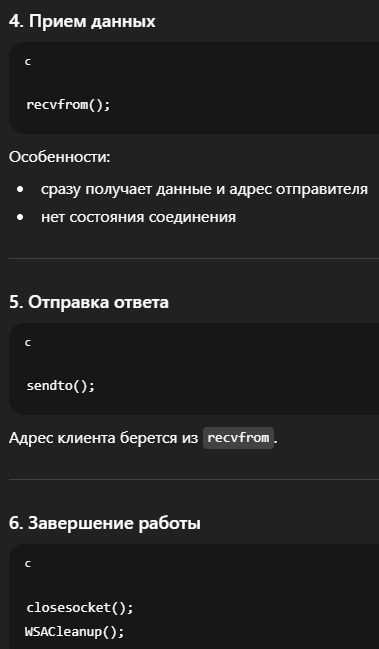 4. Прием данных
c
recvfrom();
Особенности:
• сразу получает данные и адрес отправителя
• нет состояния соединения
5. Отправка ответа
c
sendto();
Адрес клиента берется из recvfrom.
6. Завершение работы
c
closesocket();
WSACleanup();